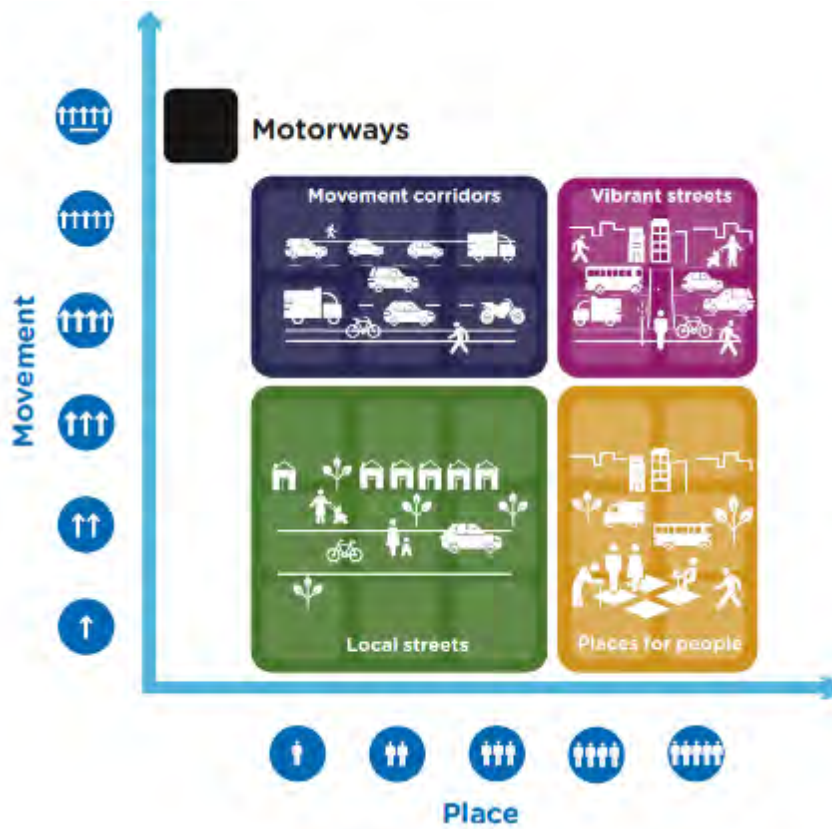 Motorways
Movement corridors
Vibrant streets
Movement
Local streets
Places for people
Place